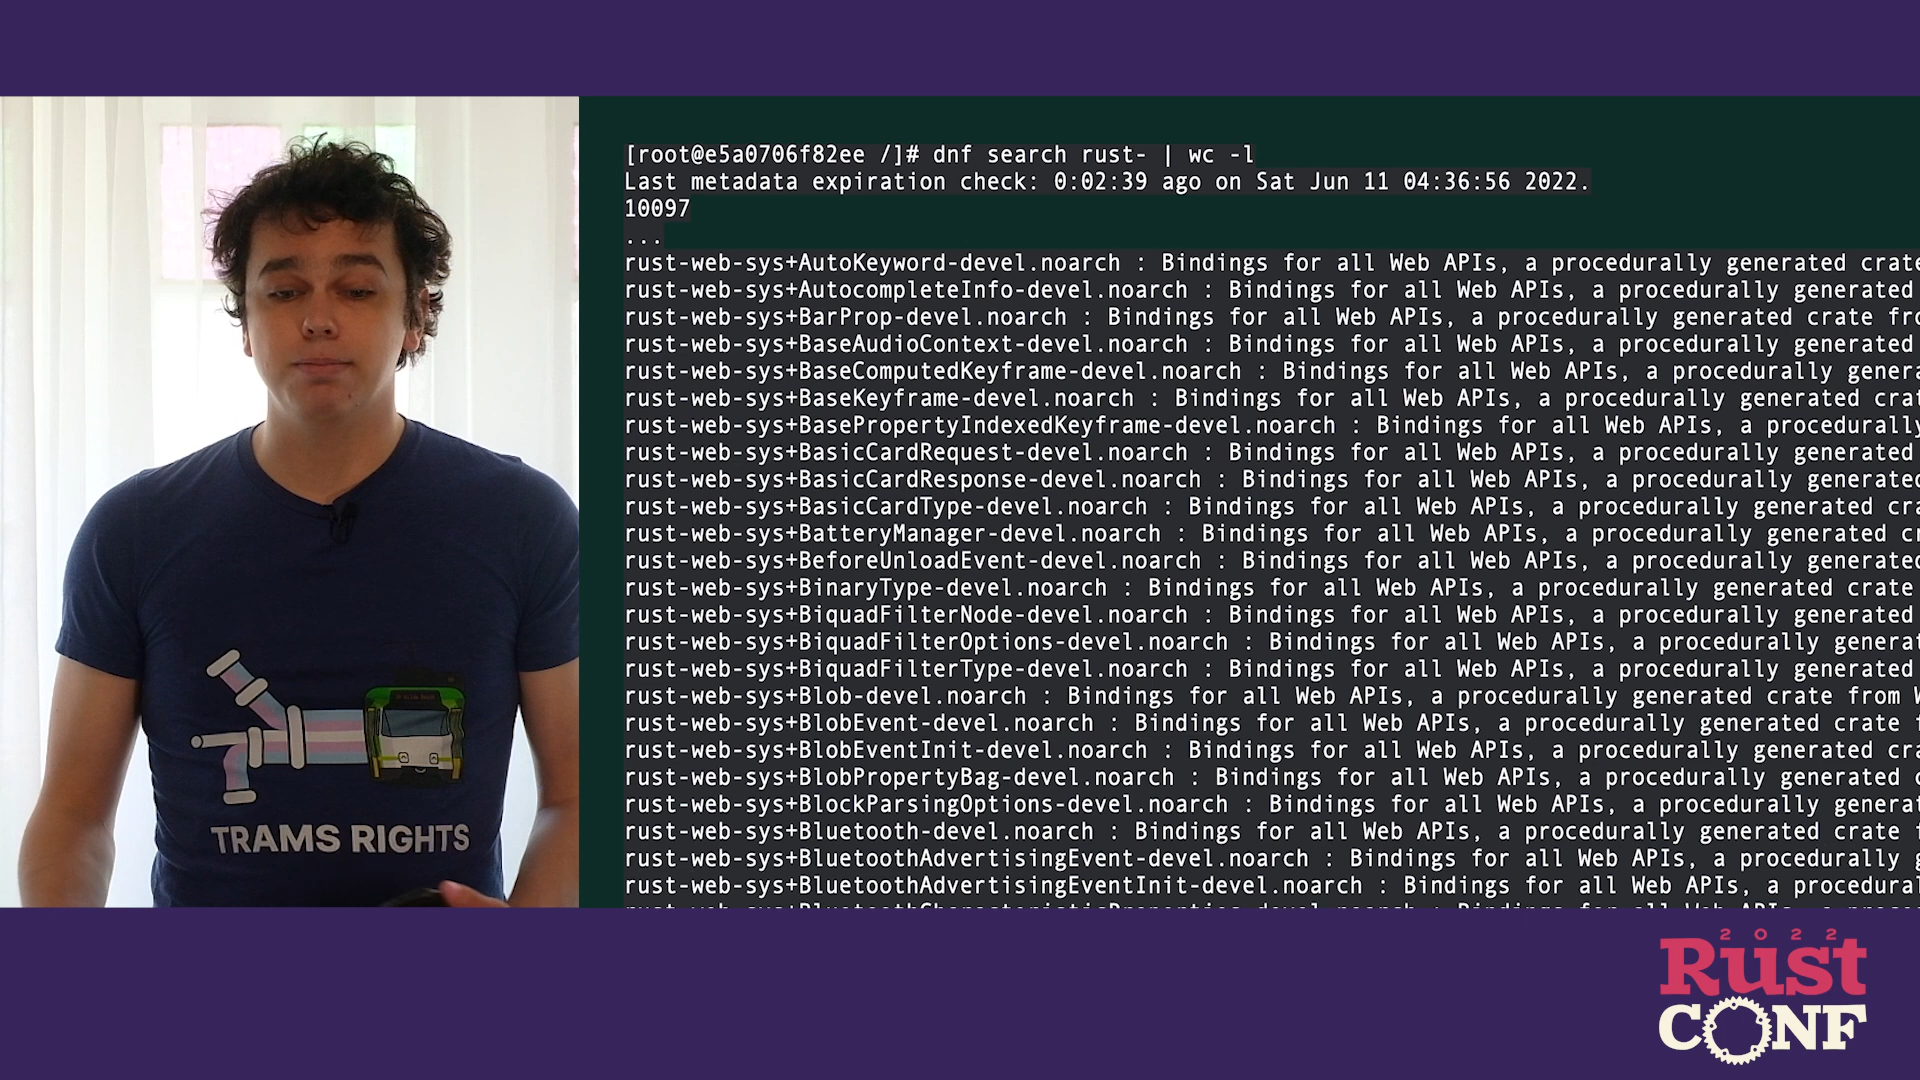 [root@e5a0706f82ee /]# dnf search rust- | wc -l
Last metadata expiration check: 0:02:39 ago on Sat Jun 11 04:36:56 2022.
10097
...
rust-web-sys+AutoKeyword-devel.noarch : Bindings for all Web APIs, a procedurally generated crate
rust-web-sys+AutocompleteInfo-devel.noarch : Bindings for all Web APIs, a procedurally generated
rust-web-sys+BarProp-devel.noarch : Bindings for all Web APIs, a procedurally generated crate fro
rust-web-sys+BaseAudioContext-devel.noarch : Bindings for all Web APIs, a procedurally generated
rust-web-sys+BaseComputedKeyframe-devel.noarch : Bindings for all Web APIs, a procedurally genera
rust-web-sys+BaseKeyframe-devel.noarch : Bindings for all Web APIs, a procedurally generated crat
rust-web-sys+BasePropertyIndexedKeyframe-devel.noarch : Bindings for all Web APIs, a procedurally
rust-web-sys+BasicCardRequest-devel.noarch : Bindings for all Web APIs, a procedurally generated
rust-web-sys+BasicCardResponse-devel.noarch : Bindings for all Web APIs, a procedurally generated
rust-web-sys+BasicCardType-devel.noarch : Bindings for all Web APIs, a procedurally generated cra
rust-web-sys+BatteryManager-devel.noarch : Bindings for all Web APIs, a procedurally generated cr
rust-web-sys+BeforeUnloadEvent-devel.noarch : Bindings for all Web APIs, a procedurally generated
rust-web-sys+BinaryType-devel.noarch : Bindings for all Web APIs, a procedurally generated crate
rust-web-sys+BiquadFilterNode-devel.noarch : Bindings for all Web APIs, a procedurally generated
rust-web-sys+BiquadFilterOptions-devel.noarch : Bindings for all Web APIs, a procedurally generat
rust-web-sys+BiquadFilterType-devel.noarch : Bindings for all Web APIs, a procedurally generated
rust-web-sys+Blob-devel.noarch : Bindings for all Web APIs, a procedurally generated crate from W
rust-web-sys+BlobEvent-devel.noarch : Bindings for all Web APIs, a procedurally generated crate f
rust-web-sys+BlobEventInit-devel.noarch : Bindings for all Web APIs, a procedurally generated cra
rust-web-sys+BlobPropertyBag-devel.noarch : Bindings for all Web APIs, a procedurally generated c
rust-web-sys+BlockParsingOptions-devel.noarch : Bindings for all Web APIs, a procedurally generat
rust-web-sys+Bluetooth-devel.noarch : Bindings for all Web APIs, a procedurally generated crate f
rust-web-sys+BluetoothAdvertisingEvent-devel.noarch : Bindings for all Web APIs, a procedurally g
rust-web-sys+BluetoothAdvertisingEventInit-devel.noarch : Bindings for all Web APIs, a procedural
TRAMS RIGHTS
2022
Rust
CONF